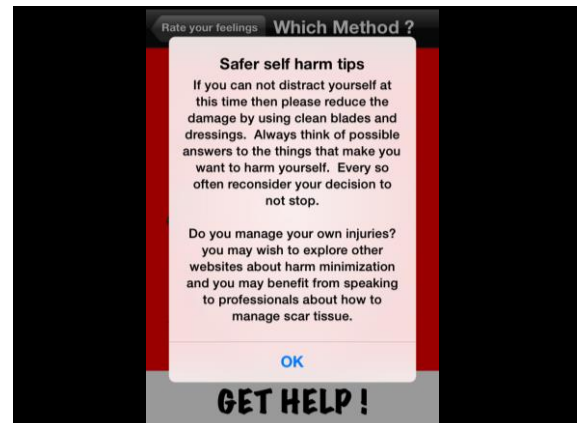 Rate your feelings Which Method ?
Safer self harm tips
If you can not distract yourself at
this time then please reduce the
damage by using clean blades and
dressings. Always think of possible
answers to the things that make you
want to harm yourself. Every so
often reconsider your decision to
not stop.
Do you manage your own injuries?
you may wish to explore other
websites about harm minimization
and you may benefit from speaking
to professionals about how to
manage scar tissue.
OK
GET HELP !